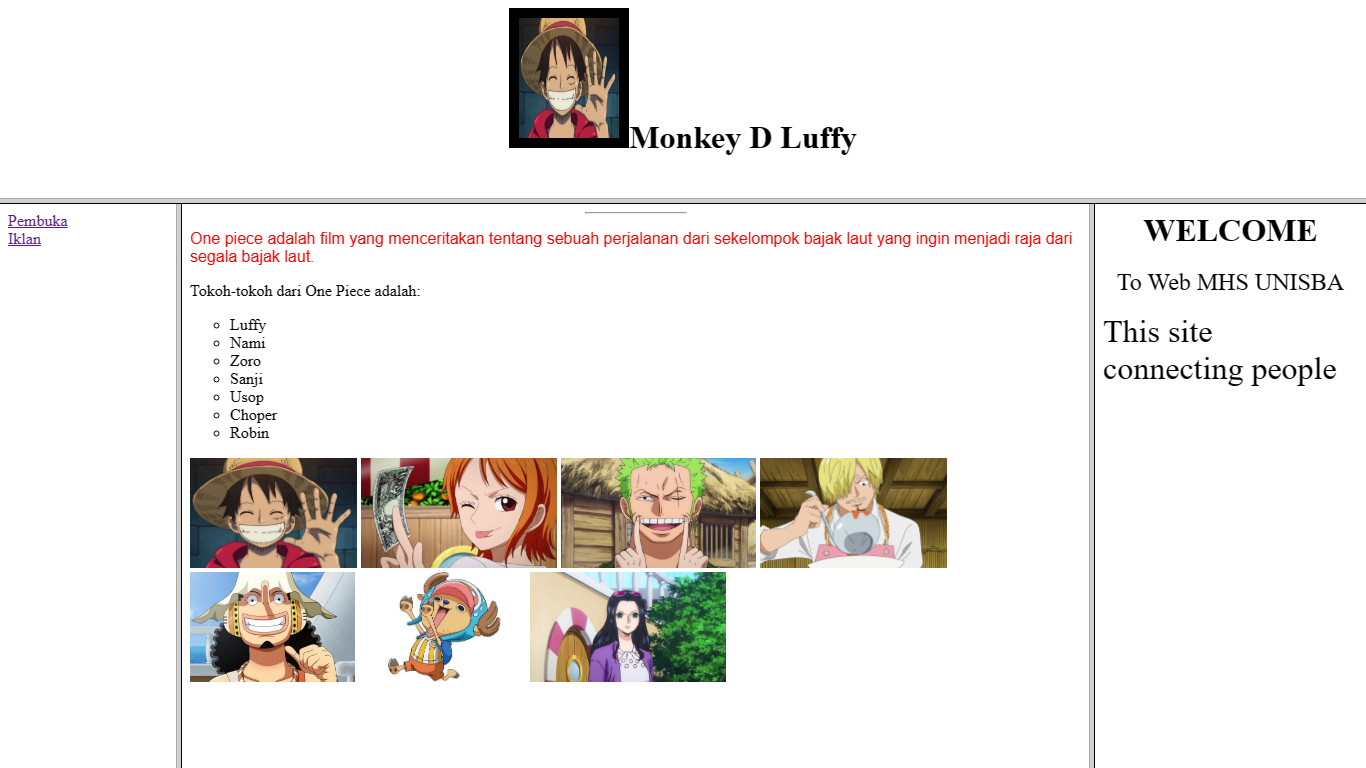 Monkey D Luffy
Pembuka
Iklan
One piece adalah film yang menceritakan tentang sebuah perjalanan dari sekelompok bajak laut yang ingin menjadi raja dari
segala bajak laut.
Tokoh-tokoh dari One Piece adalah:
Luffy
Nami
Zoro
Sanji
Usop
Choper
Robin
WELCOME
To Web MHS UNISBA
This site
connecting people